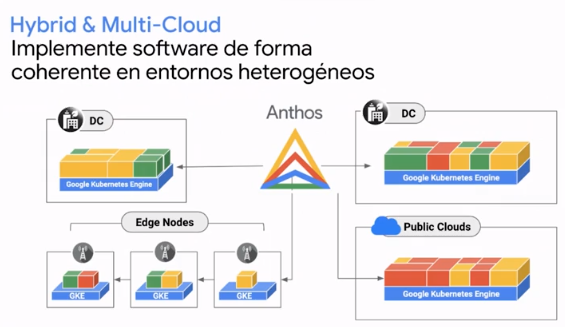 Hybrid & Multi-Cloud
Implemente software de forma
coherente en entornos heterogéneos
DC
Anthos
DC
Google Kubernetes Engine
Google Kubernetes Engine
Edge Nodes
Public Clouds
GKE
GKE
GKE
Google Kubernetes Engine